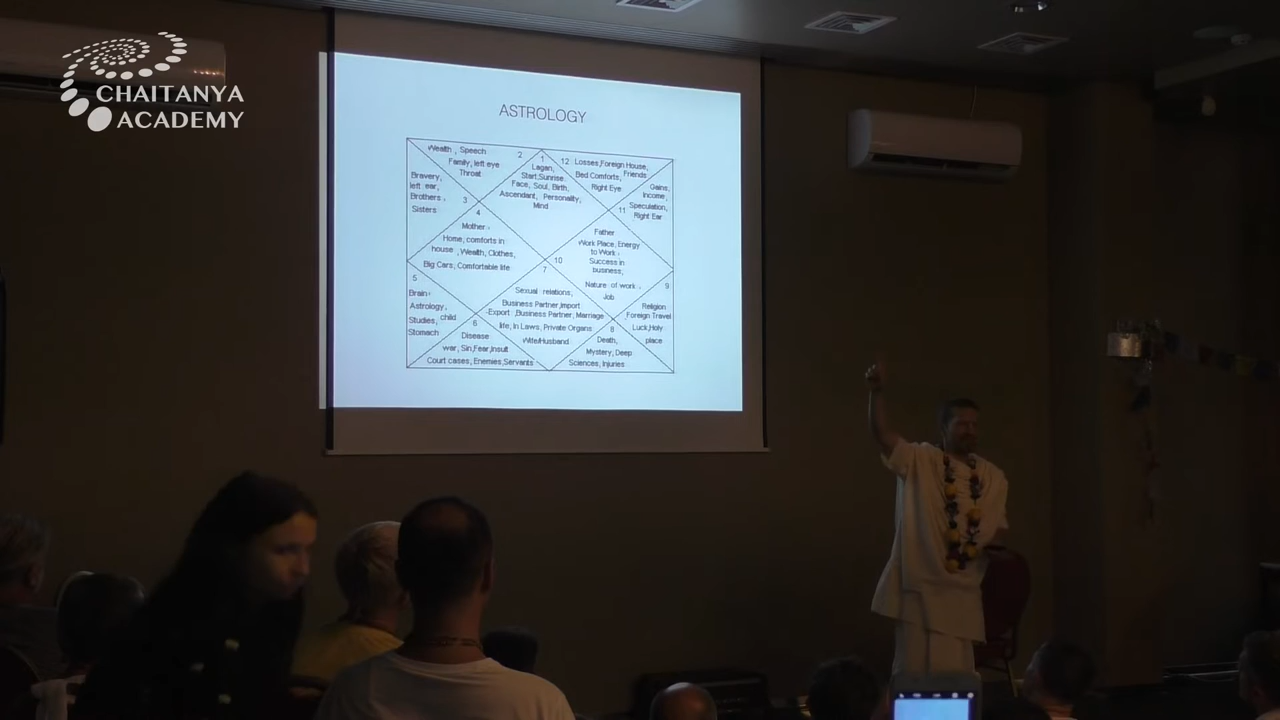 CHAITANYA
ACADEMY
ASTROLOGY
Wealth , Speech
Family, left eye
Throat
2
1
Lagan,
Start,Sunrise
Face, Soul, Birth,
Ascendant, Personality,
Mind
12 Losses,Foreign House,
Bed Comforts, Friends
Right Eye
Bravery,
left ear,
Brothers ,
Sisters
3
Gains,
Income,
Speculation,
11 Right Ear
4
Mother,
Home, comforts in
house , Wealth, Clothes,
Big Cars, Comfortable life
Father
Work Place, Energy
to Work ,
10 Success in
business,
Nature of work ,
Job
5
Brain,
Astrology,
Studies, child
Stomach
7
Sexual relations,
Business Partner,Import
-Export ,Business Partner, Marriage
life, In Laws, Private Organs
Wife/Husband
9
Religion
Foreign Travel
Luck,Holy
place
6
Disease
war, Sin,Fear,Insult
Court cases, Enemies,Servants
8
Death,
Mystery, Deep
Sciences, Injuries